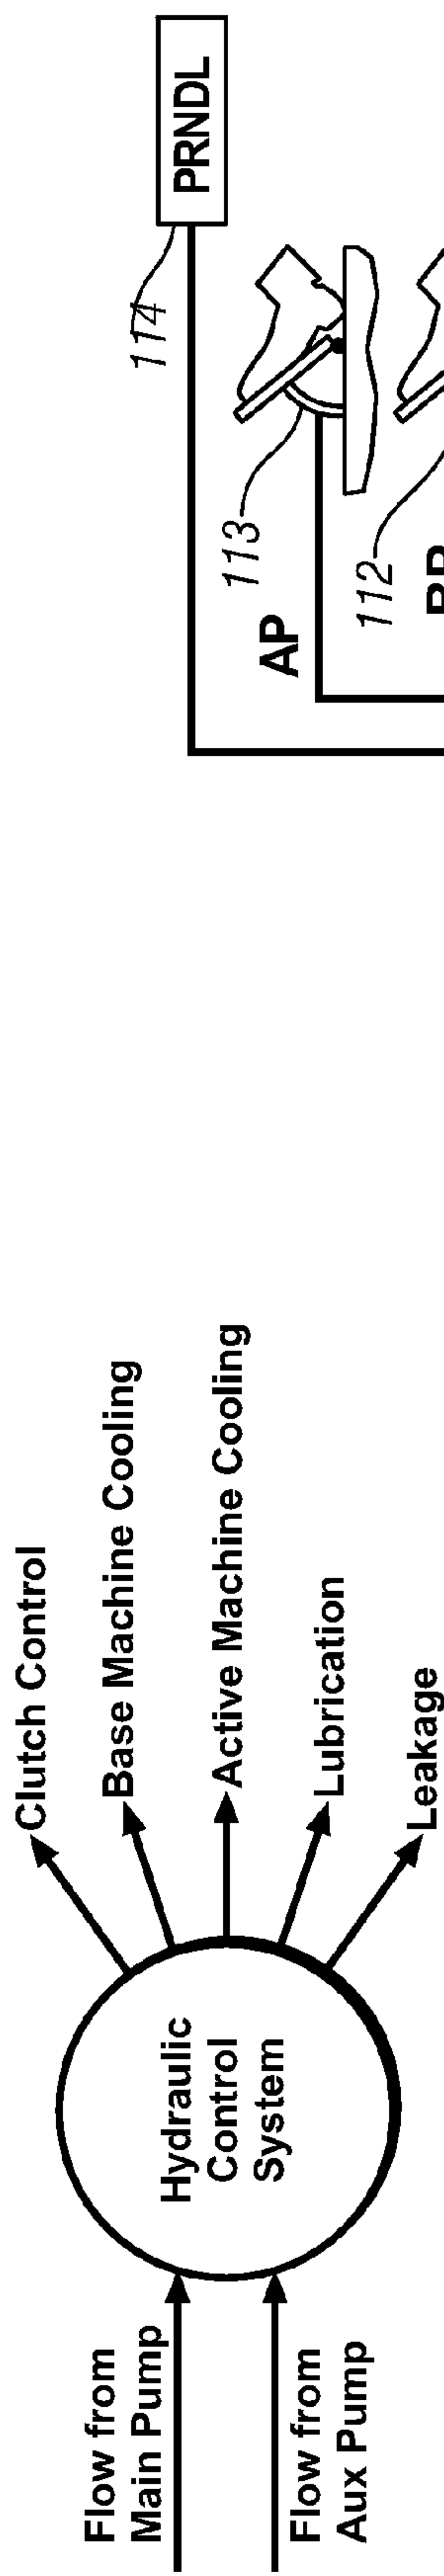 Flow from
Main Pump
Flow from
Aux Pump
Hydraulic
Control
System
Clutch Control
Base Machine Cooling
Active Machine Cooling
Lubrication
Leakage
114
PRNDL
AP
113
112